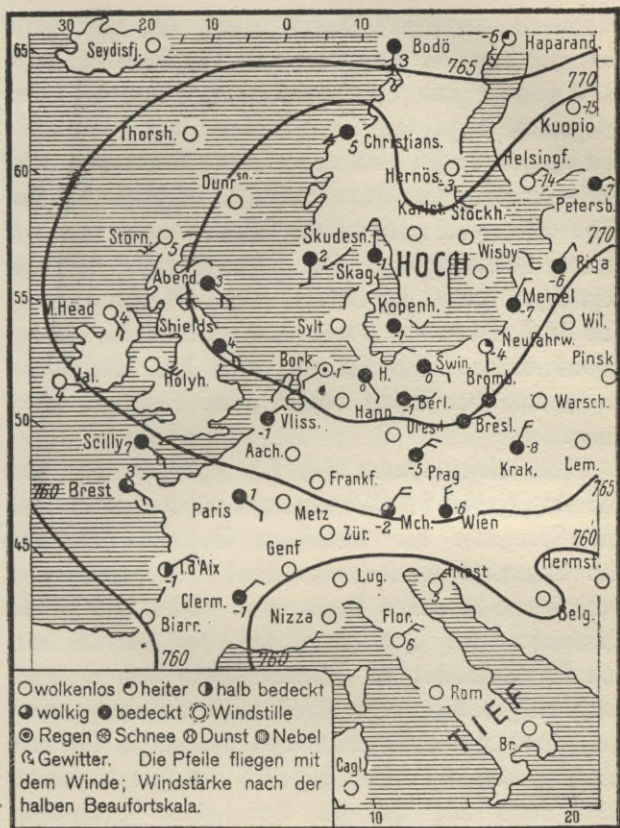 30 20 10 0 10
65 Seydisfj. Bodö -6 Haparand.
3 765 770
Thorsh. 4 5 Christians. -15 Kuopio
60 Dunrsn. Hernös. -3 Helsingf. -14
Karlst. Stockh. -7 Petersb.
Storn. 5 Skudesn. 2 Skag. -1 HOCH Wisby 770
Aberd. 3 -6 Riga
55 M.Head 4 Kopenh. -1 Memel -7
Shields 4 Sylt Neufahrw. -4 Wil.
Val. 4 Holyh. Bork -1 H. 0 Swin. 0 Bromb. Pinsk
50 Hann. -1 Berl. Warsch.
Scilly 7 -1 Vliss. Dresd. Bresl.
Aach. -5 Prag Krak. -8 Lem.
760 Brest 3 Frankf. 765
Paris 1 Metz -2 Mch. -6 Wien
45 Zür. 760
-1 I.d'Aix Genf Hermst.
Clerm. -1 Lug. Triest 5
Biarr. Nizza Flor. 6 Belg.
760 760
Rom
TIEF
Br.
Cagl.
10 20
wolkenlos heiter halb bedeckt
wolkig bedeckt Windstille
Regen Schnee Dunst Nebel
Gewitter. Die Pfeile fliegen mit
dem Winde; Windstärke nach der
halben Beaufortskala.